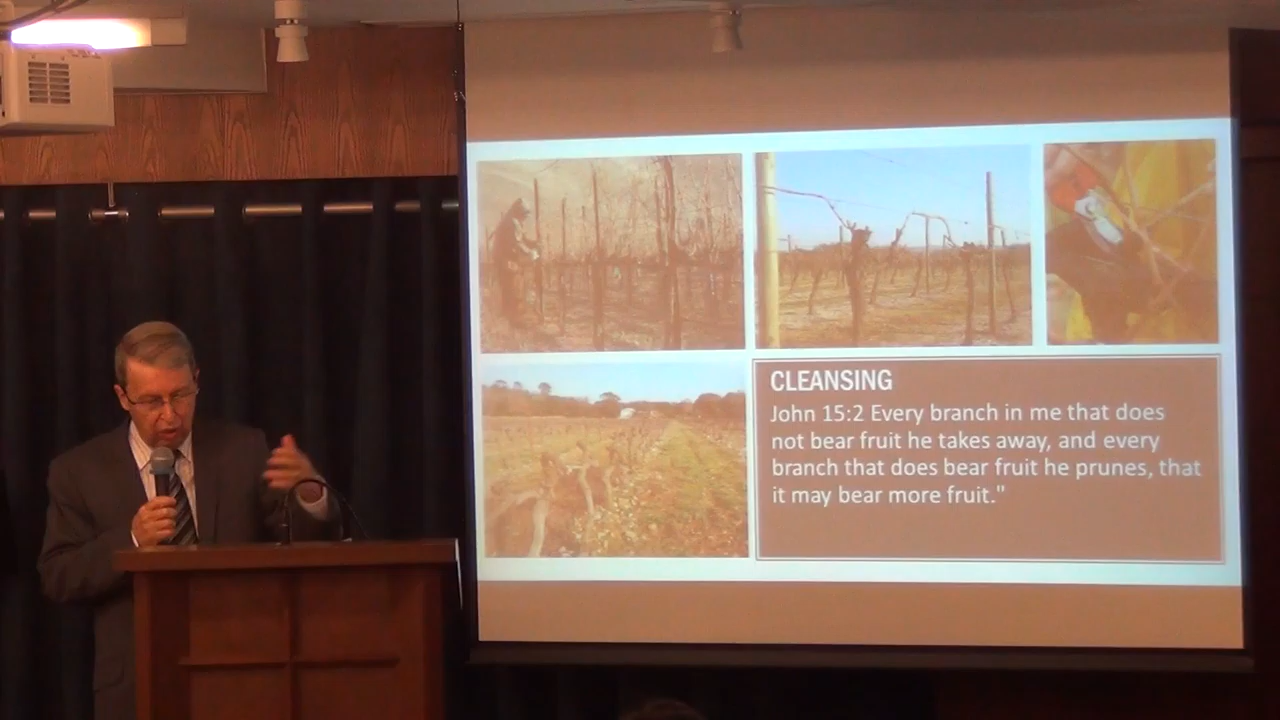 CLEANSING
John 15:2 Every branch in me that does
not bear fruit he takes away, and every
branch that does bear fruit he prunes, that
it may bear more fruit."